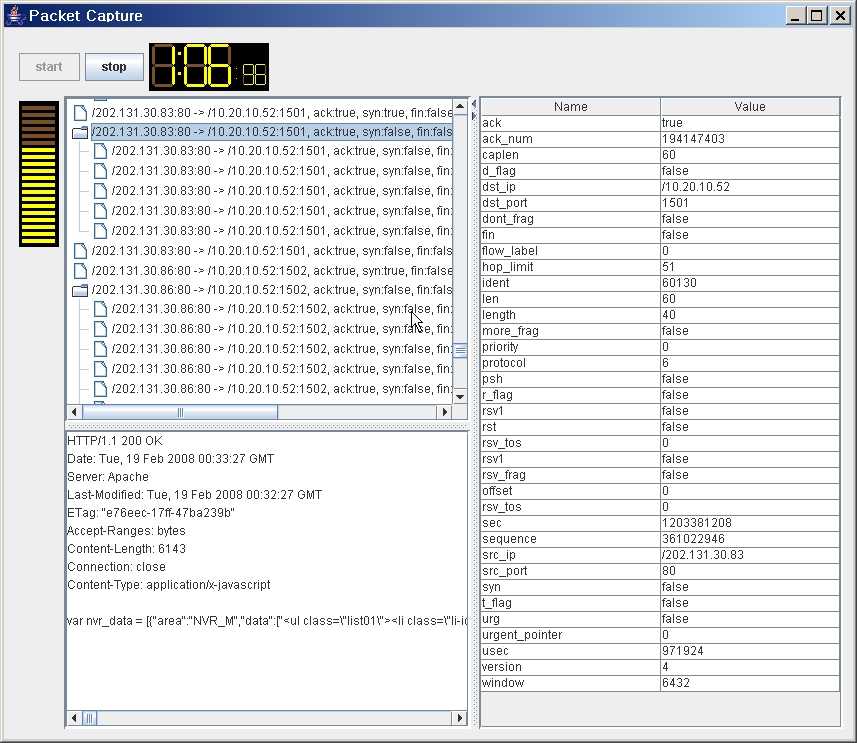 Packet Capture
start
stop
1:06:88
/202.131.30.83:80 -> /10.20.10.52:1501, ack:true, syn:true, fin:false
/202.131.30.83:80 -> /10.20.10.52:1501, ack:true, syn:false, fin:fals
/202.131.30.83:80 -> /10.20.10.52:1501, ack:true, syn:false, fin:
/202.131.30.83:80 -> /10.20.10.52:1501, ack:true, syn:false, fin:
/202.131.30.83:80 -> /10.20.10.52:1501, ack:true, syn:false, fin:
/202.131.30.83:80 -> /10.20.10.52:1501, ack:true, syn:false, fin:
/202.131.30.83:80 -> /10.20.10.52:1501, ack:true, syn:false, fin:
/202.131.30.83:80 -> /10.20.10.52:1501, ack:true, syn:false, fin:fals
/202.131.30.86:80 -> /10.20.10.52:1502, ack:true, syn:true, fin:false
/202.131.30.86:80 -> /10.20.10.52:1502, ack:true, syn:false, fin:fals
/202.131.30.86:80 -> /10.20.10.52:1502, ack:true, syn:false, fin:
/202.131.30.86:80 -> /10.20.10.52:1502, ack:true, syn:false, fin:
/202.131.30.86:80 -> /10.20.10.52:1502, ack:true, syn:false, fin:
/202.131.30.86:80 -> /10.20.10.52:1502, ack:true, syn:false, fin:
/202.131.30.86:80 -> /10.20.10.52:1502, ack:true, syn:false, fin:
HTTP/1.1 200 OK
Date: Tue, 19 Feb 2008 00:33:27 GMT
Server: Apache
Last-Modified: Tue, 19 Feb 2008 00:32:27 GMT
ETag: "e76eec-17ff-47ba239b"
Accept-Ranges: bytes
Content-Length: 6143
Connection: close
Content-Type: application/x-javascript
var nvr_data = [{"area":"NVR_M","data":["<ul class=\"list01\"><li class=\"li-ic
Name Value
ack true
ack_num 194147403
caplen 60
d_flag false
dst_ip /10.20.10.52
dst_port 1501
dont_frag false
fin false
flow_label 0
hop_limit 51
ident 60130
len 60
length 40
more_frag false
priority 0
protocol 6
psh false
r_flag false
rsv1 false
rst false
rsv_tos 0
rsv1 false
rsv_frag false
offset 0
rsv_tos 0
sec 1203381208
sequence 361022946
src_ip /202.131.30.83
src_port 80
syn false
t_flag false
urg false
urgent_pointer 0
usec 971924
version 4
window 6432